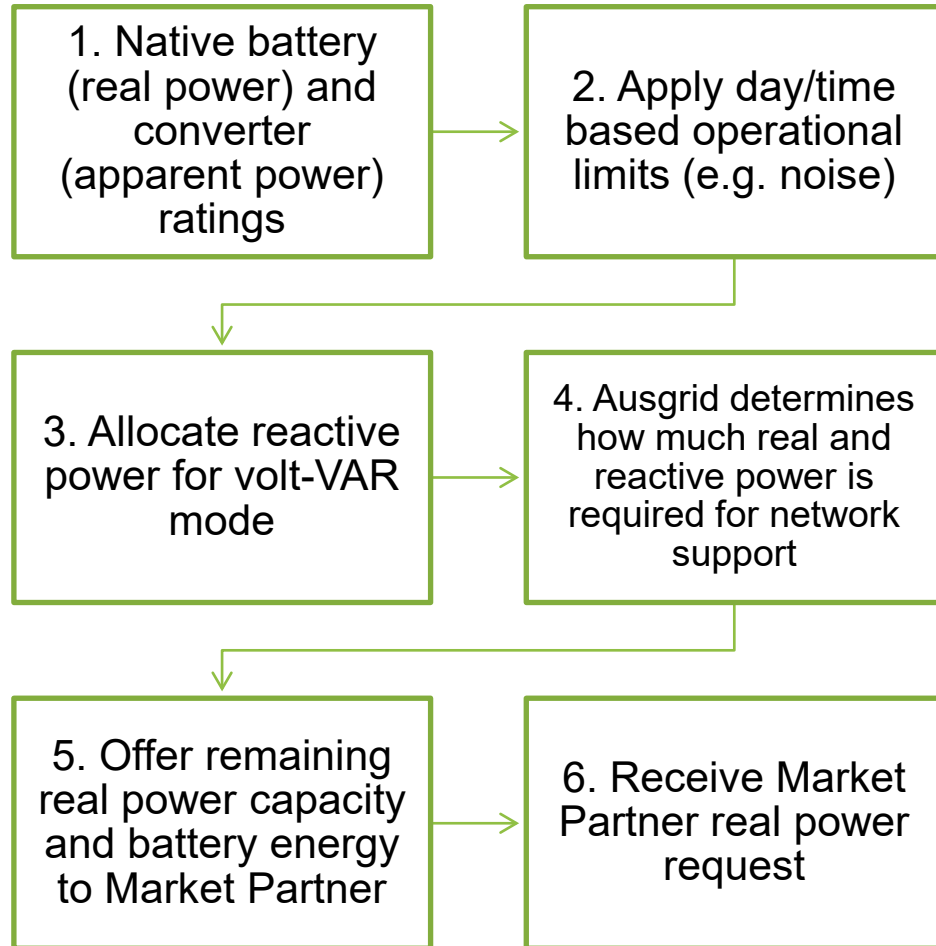 1. Native battery
(real power) and
converter
(apparent power)
ratings
2. Apply day/time
based operational
limits (e.g. noise)
3. Allocate reactive
power for volt-VAR
mode
4. Ausgrid determines
how much real and
reactive power is
required for network
support
5. Offer remaining
real power capacity
and battery energy
to Market Partner
6. Receive Market
Partner real power
request